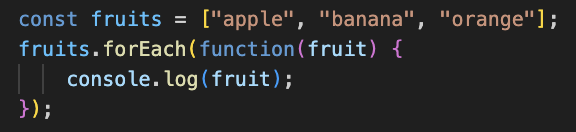 const fruits = ["apple", "banana", "orange"];
fruits.forEach(function(fruit) {
    console.log(fruit);
});